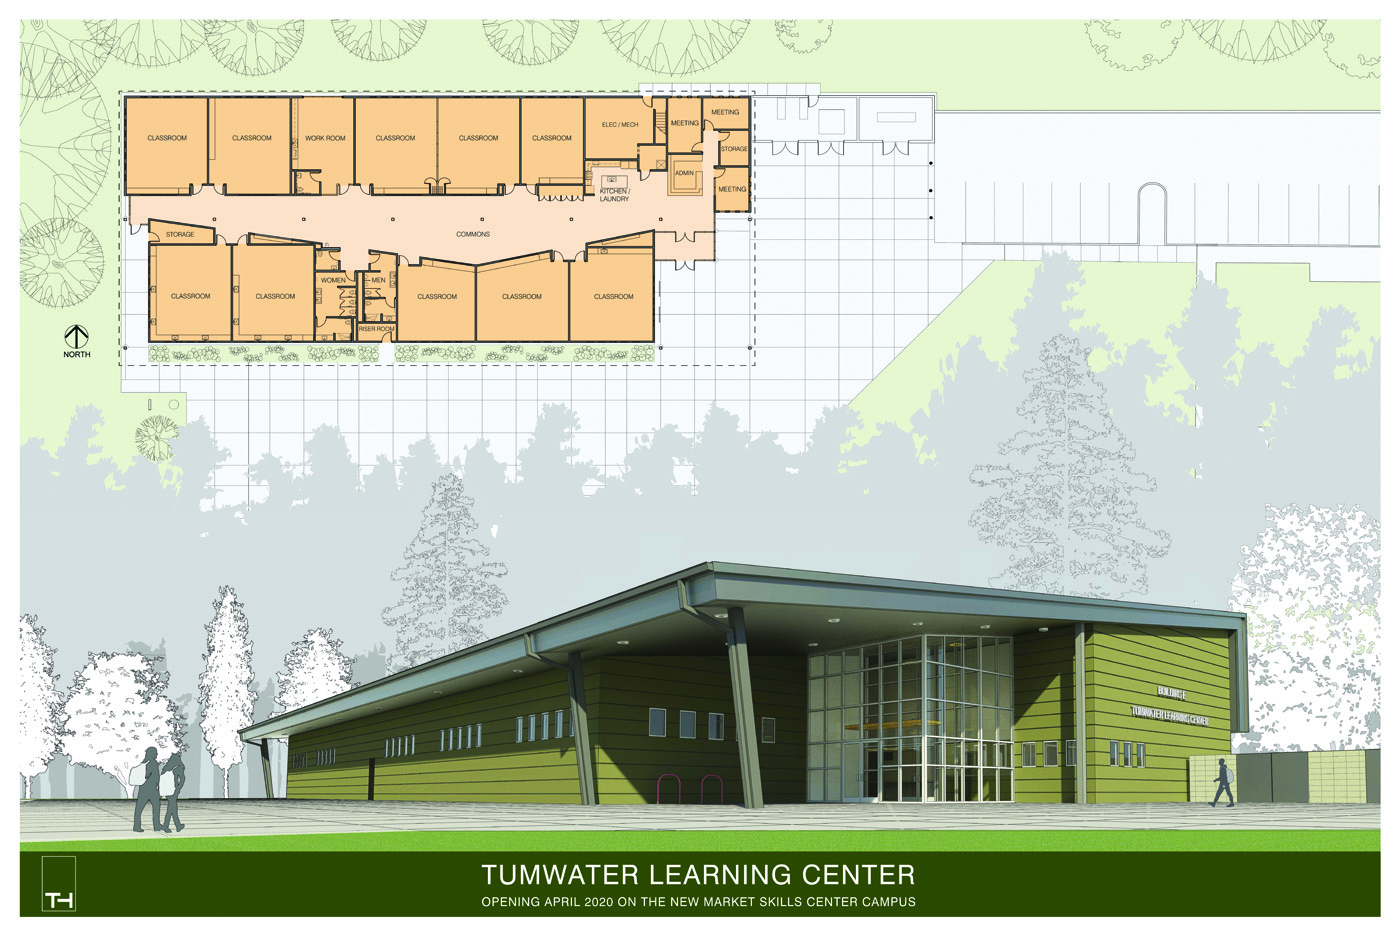 CLASSROOM
CLASSROOM
WORK ROOM
CLASSROOM
CLASSROOM
CLASSROOM
ELEC / MECH
MEETING
MEETING
STORAGE
ADMIN
MEETING
KITCHEN /
LAUNDRY
STORAGE
COMMONS
WOMEN
MEN
CLASSROOM
CLASSROOM
CLASSROOM
CLASSROOM
CLASSROOM
RISER ROOM
NORTH
TUMWATER LEARNING CENTER
TH
TUMWATER LEARNING CENTER
OPENING APRIL 2020 ON THE NEW MARKET SKILLS CENTER CAMPUS